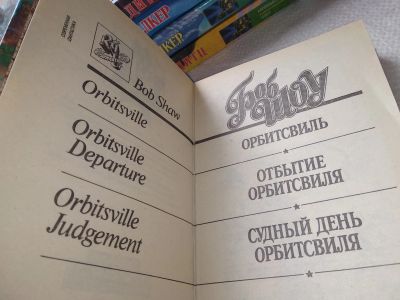 Bob Shaw
Orbitsville
Orbitsville
Departure
Orbitsville
Judgement
Боб
ШОУ
ОРБИТСВИЛЬ
ОТБЫТИЕ
ОРБИТСВИЛЯ
СУДНЫЙ ДЕНЬ
ОРБИТСВИЛЯ